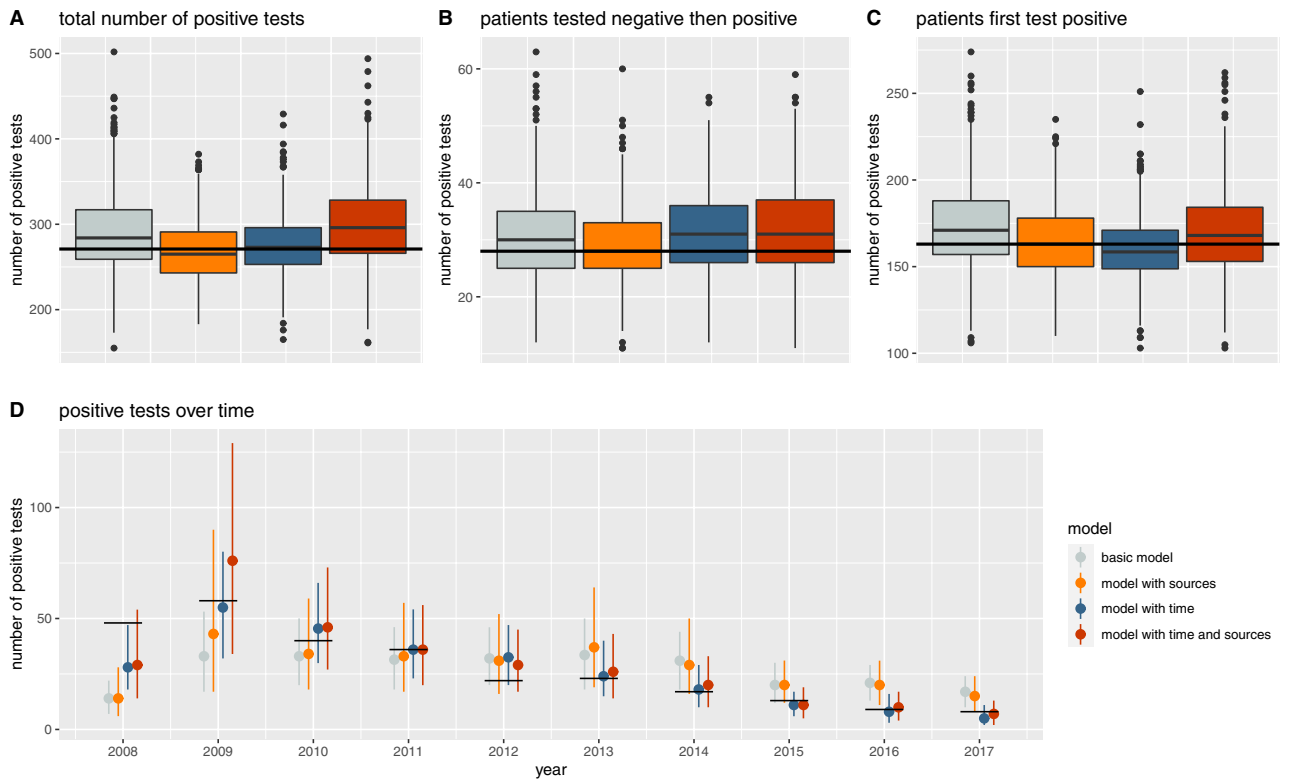 A total number of positive tests
number of positive tests
500
400
300
200
B patients tested negative then positive
number of positive tests
60
40
20
C patients first test positive
number of positive tests
250
200
150
100
D positive tests over time
number of positive tests
100
50
0
2008 2009 2010 2011 2012 2013 2014 2015 2016 2017
year
model
basic model
model with sources
model with time
model with time and sources